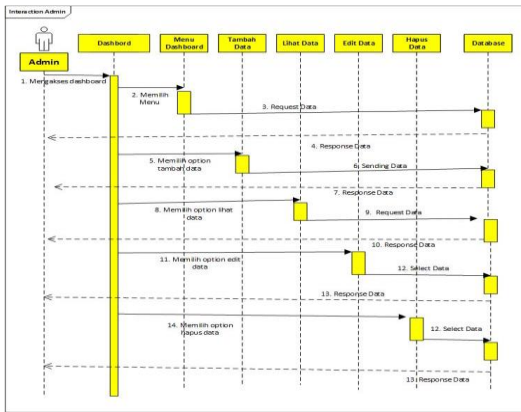 Interaction Admin
Admin
Dashbord
Menu
Dashboard
Tambah
Data
Lihat Data
Edit Data
Hapus
Data
Database
1. Mengakses dashboard
2. Memilih
Menu
3. Request Data
4. Response Data
5. Memilih option
tambah data
6. Sending Data
7. Response Data
8. Memilih option lihat
data
9. Request Data
10. Response Data
11. Memilih option edit
data
12. Select Data
13. Response Data
14. Memilih option
hapus data
12. Select Data
13. Response Data